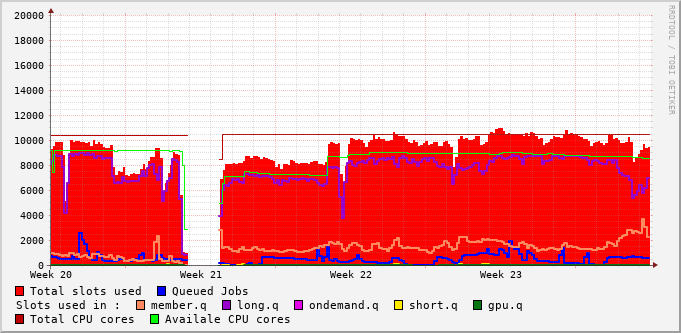 20000
18000
16000
14000
12000
10000
8000
6000
4000
2000
0
Week 20 Week 21 Week 22 Week 23
RRDTOOL / TOBI OETIKER
Total slots used Queued Jobs
Slots used in : member.q long.q ondemand.q short.q gpu.q
Total CPU cores Availale CPU cores